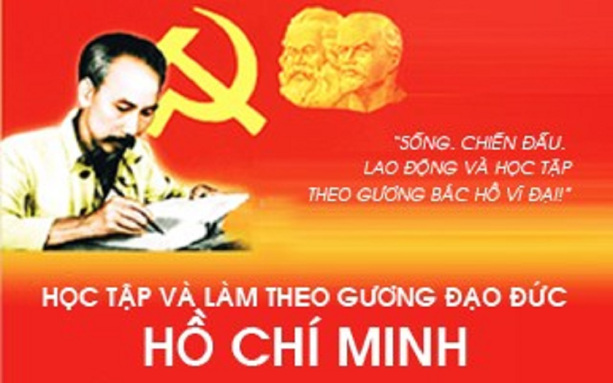 "SỐNG. CHIẾN ĐẤU.
LAO ĐỘNG VÀ HỌC TẬP
THEO GƯƠNG BÁC HỒ VĨ ĐẠI!"
HỌC TẬP VÀ LÀM THEO GƯƠNG ĐẠO ĐỨC
HỒ CHÍ MINH